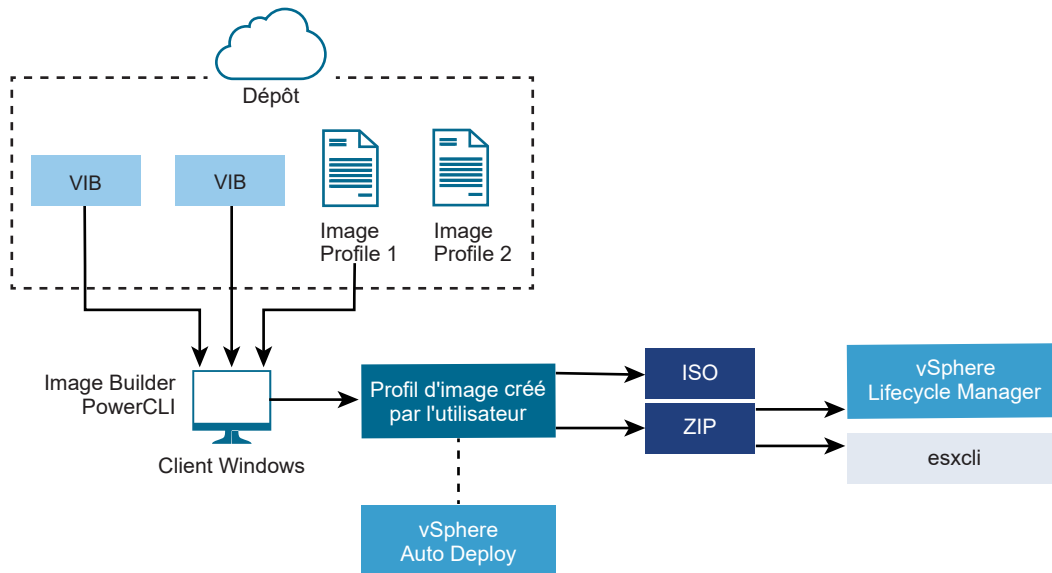 Dépôt
VIB
VIB
Image
Profile 1
Image
Profile 2
Image Builder
PowerCLI
Client Windows
Profil d'image créé
par l'utilisateur
ISO
ZIP
vSphere
Lifecycle Manager
esxcli
vSphere
Auto Deploy